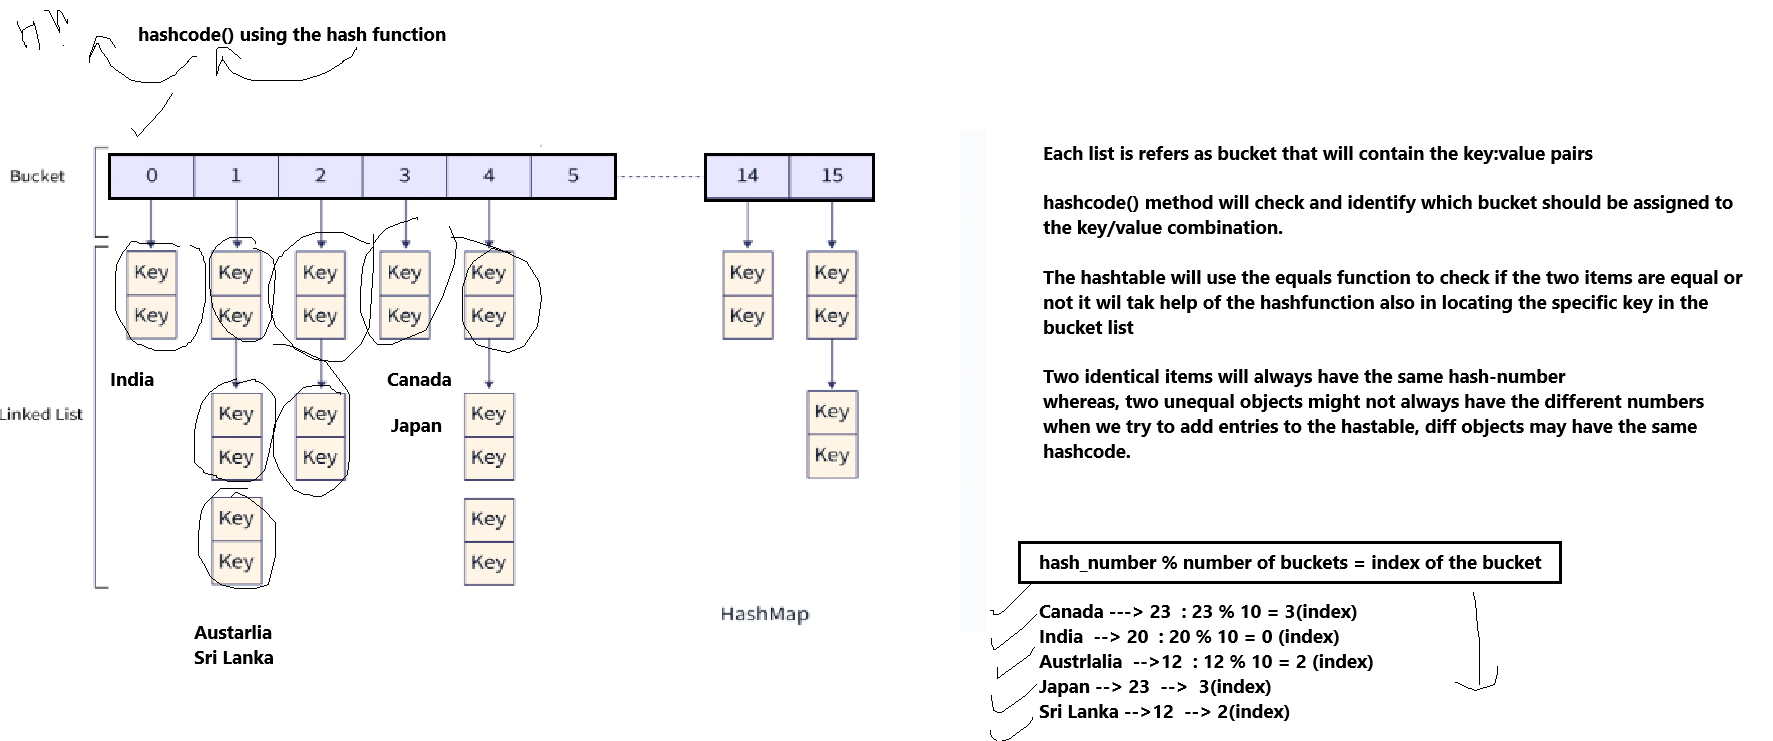 hashcode() using the hash function
Bucket
0 1 2 3 4 5 14 15
Key Key Key Key Key Key Key
Key Key Key Key Key Key Key
India
Canada
Linked List
Key Key Key Key
Japan
Key Key Key Key
Key Key
Key Key
Austarlia
Sri Lanka
HashMap
Each list is refers as bucket that will contain the key:value pairs
hashcode() method will check and identify which bucket should be assigned to
the key/value combination.
The hashtable will use the equals function to check if the two items are equal or
not it wil tak help of the hashfunction also in locating the specific key in the
bucket list
Two identical items will always have the same hash-number
whereas, two unequal objects might not always have the different numbers
when we try to add entries to the hastable, diff objects may have the same
hashcode.
hash_number % number of buckets = index of the bucket
Canada ---> 23 : 23 % 10 = 3(index)
India --> 20 : 20 % 10 = 0 (index)
Austrlalia -->12 : 12 % 10 = 2 (index)
Japan --> 23 --> 3(index)
Sri Lanka -->12 --> 2(index)